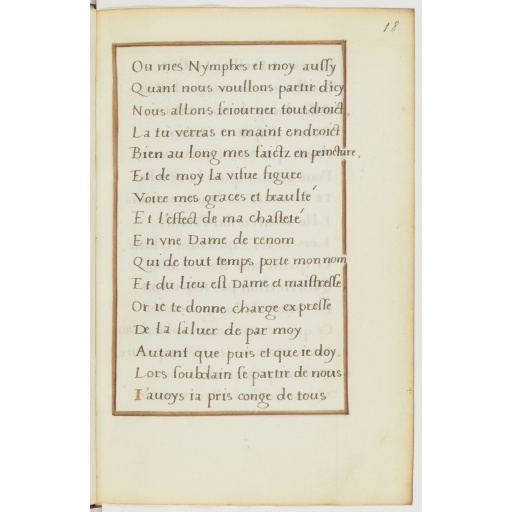 18
Ou mes Nymphes et moy aussy
Quant nous voullons partir d'icy
Nous allons seiourner tout droict.
La tu verras en maint endroict
Bien au long mes faictz en peincture.
Et de moy la visue figure
Voire mes graces et beaulté
Et l'effect de ma chasteté
En vne Dame de renom
Qui de tout temps porte mon nom
Et du lieu est Dame et maistresse
Or ie te donne charge expresse
De la saluer de par moy
Autant que puis et que ie doy.
Lors soubdain se partir de nous
I'auoys ia pris conge de tous